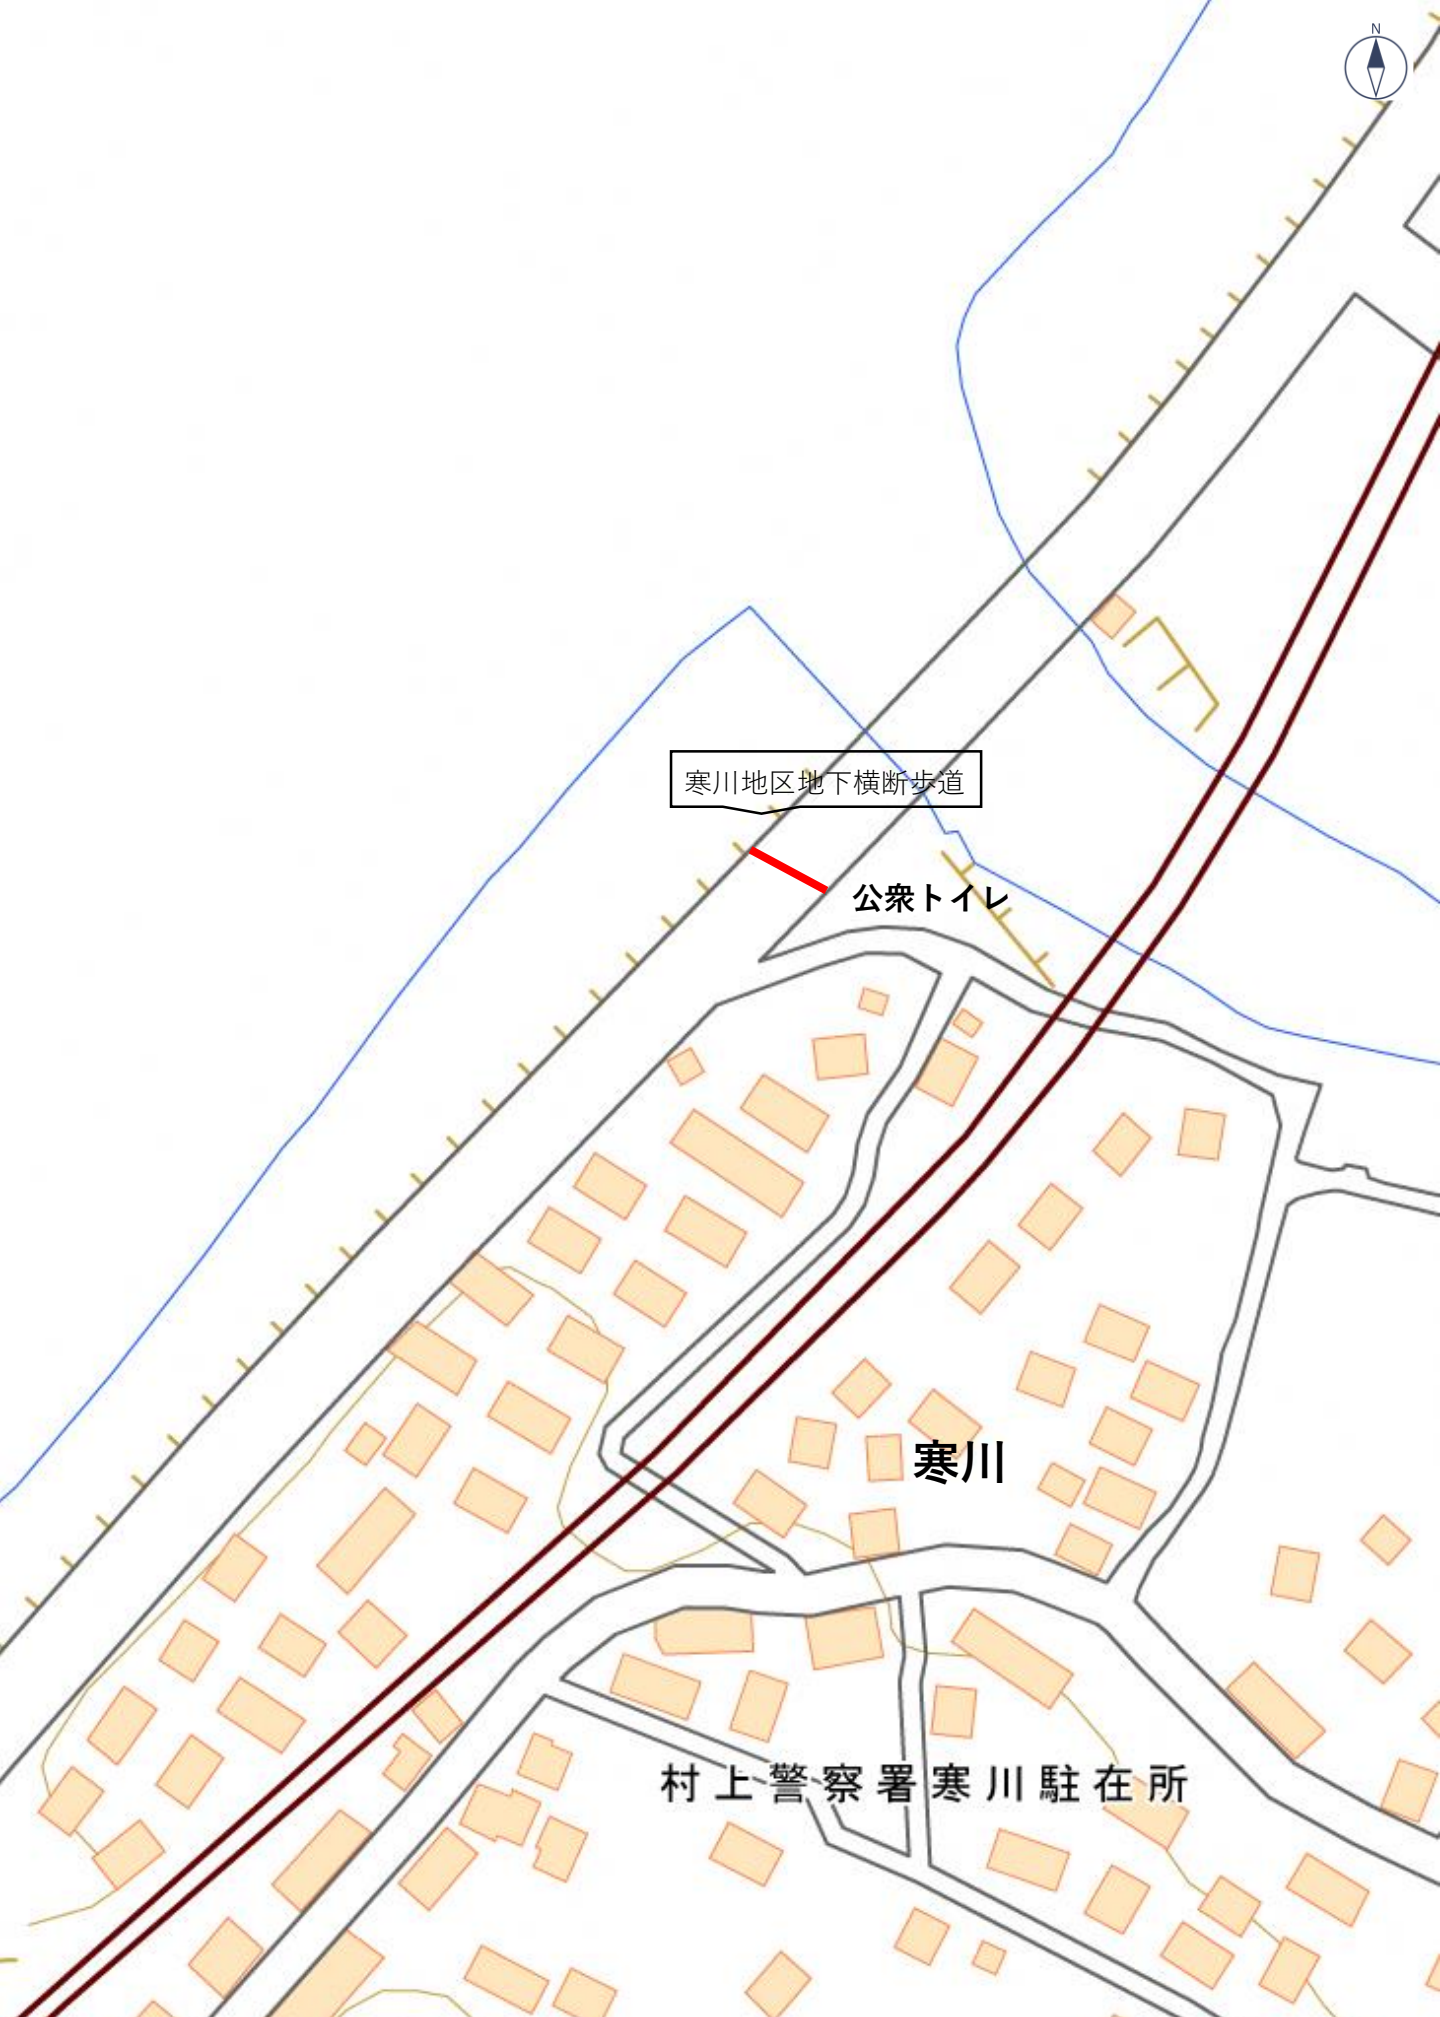 N
寒川地区地下横断歩道
公衆トイレ
寒川
村上警察署寒川駐在所